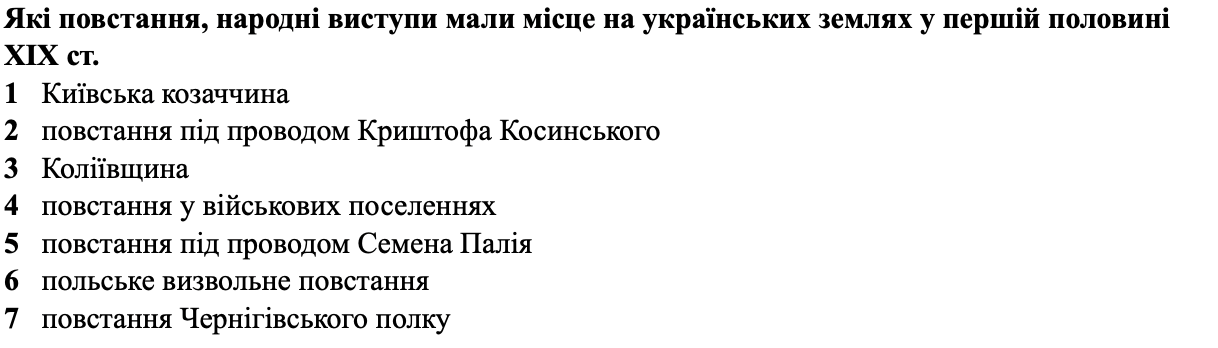 Які повстання, народні виступи мали місце на українських землях у першій половині
ХІХ ст.
1 Київська козаччина
2 повстання під проводом Криштофа Косинського
3 Коліївщина
4 повстання у військових поселеннях
5 повстання під проводом Семена Палія
6 польське визвольне повстання
7 повстання Чернігівського полку